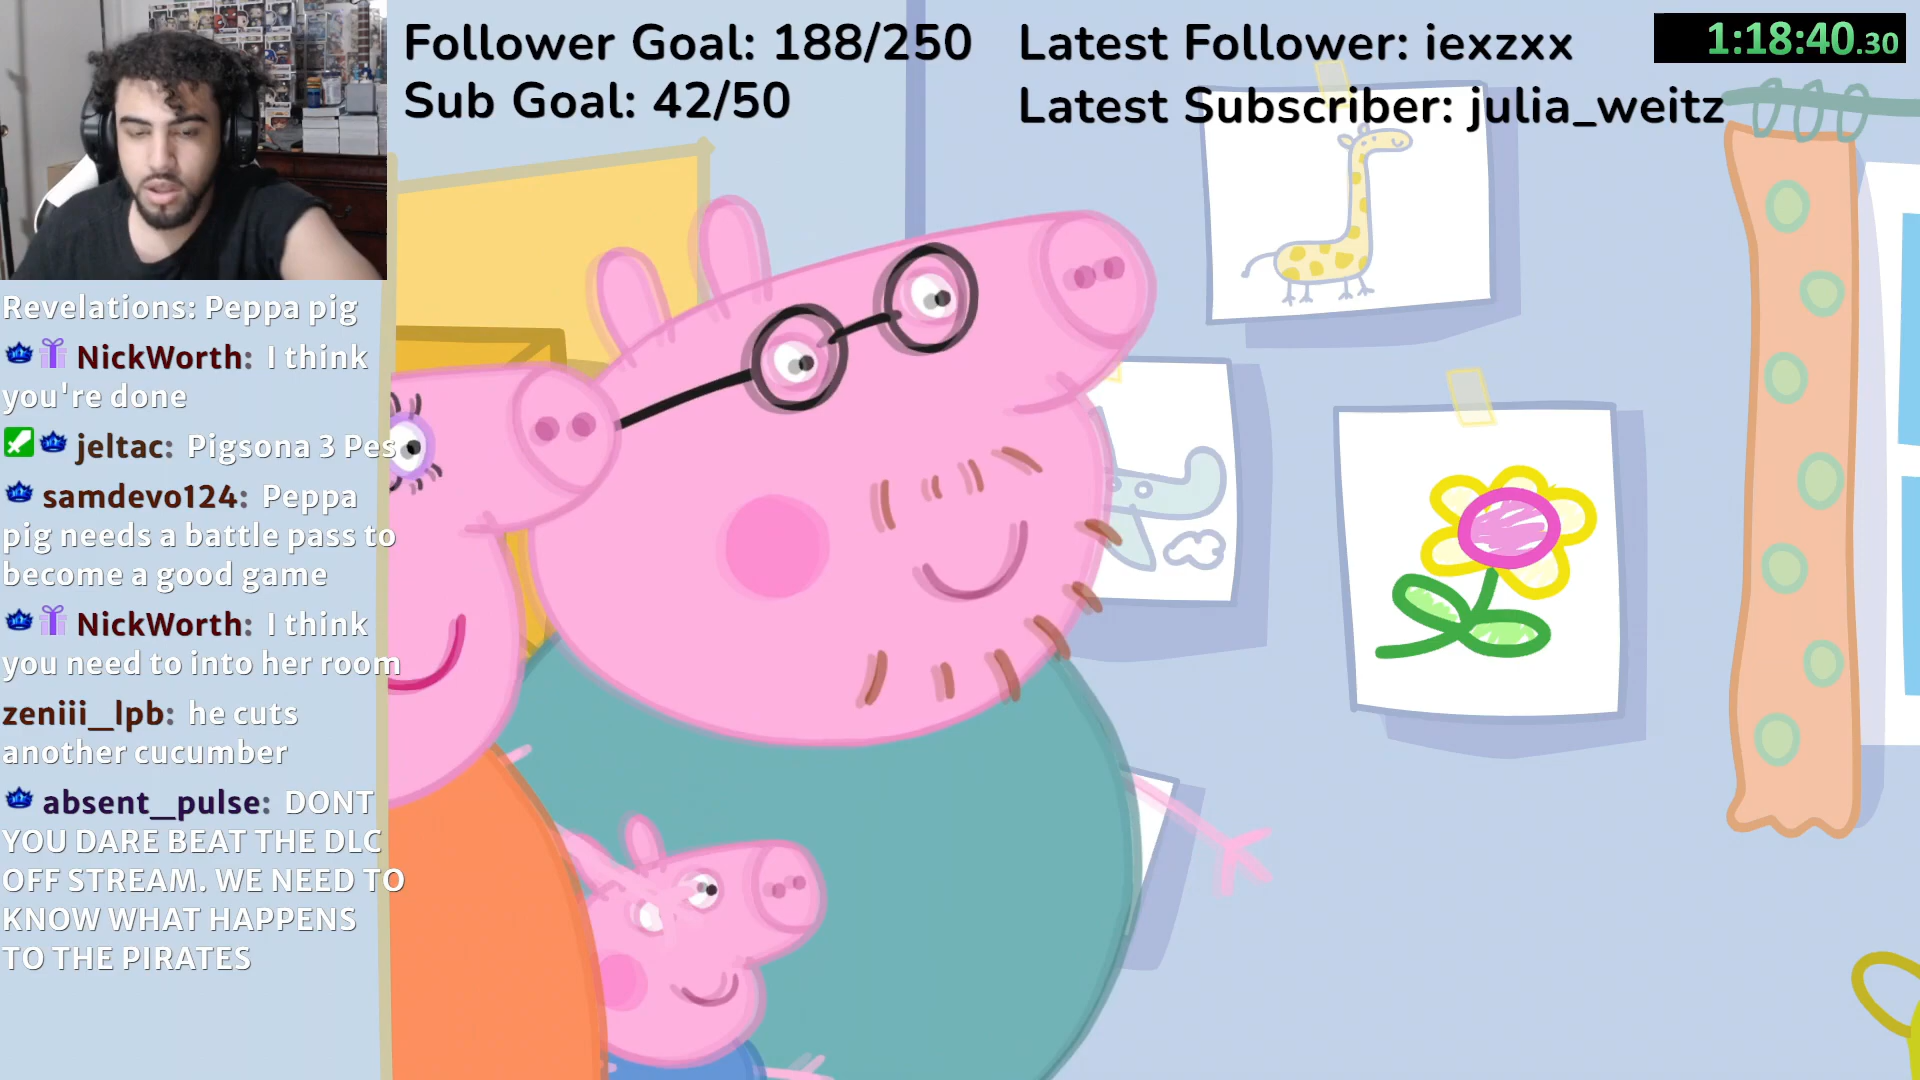 Follower Goal: 188/250
Sub Goal: 42/50
Latest Follower: iexzxx
Latest Subscriber: julia_weitz
1:18:40.30
Revelations: Peppa pig
NickWorth: I think
you're done
jeltac: Pigsona 3 Pes
samdevo124: Peppa
pig needs a battle pass to
become a good game
NickWorth: I think
you need to into her room
zeniii_lpb: he cuts
another cucumber
absent_pulse: DONT
YOU DARE BEAT THE DLC
OFF STREAM. WE NEED TO
KNOW WHAT HAPPENS
TO THE PIRATES